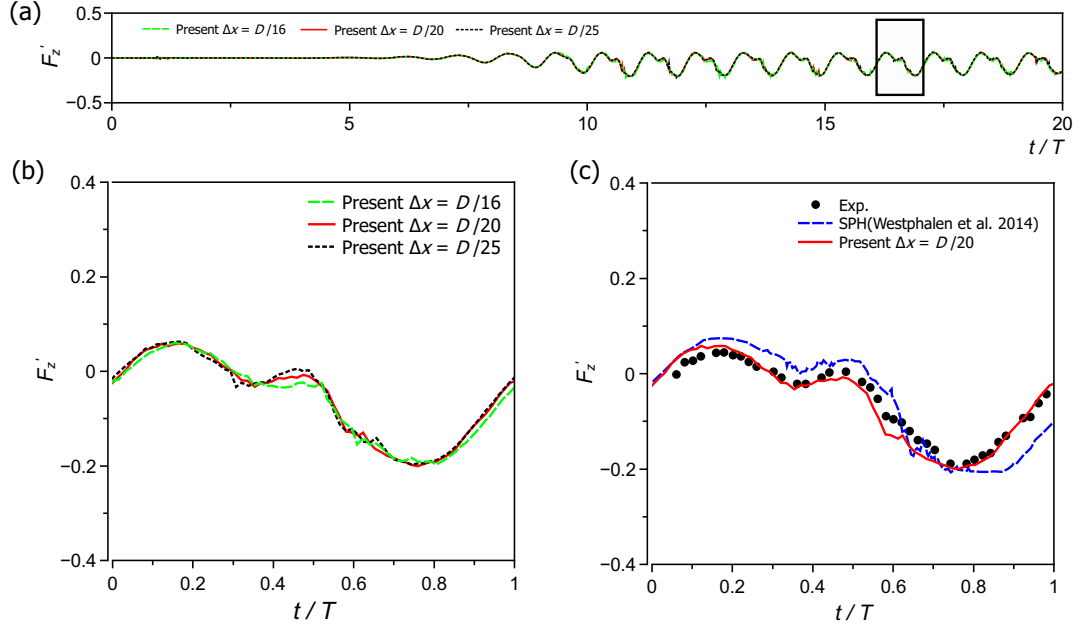 (a)
0.5
0
−0.5
F′z
Present Δx = D/16
Present Δx = D/20
Present Δx = D/25
0
5
10
15
20
t / T
(b)
0.4
0.2
0
−0.2
−0.4
F′z
Present Δx = D/16
Present Δx = D/20
Present Δx = D/25
0
0.2
0.4
0.6
0.8
1
t / T
(c)
0.4
0.2
0
−0.2
−0.4
F′z
Exp.
SPH(Westphalen et al. 2014)
Present Δx = D/20
0
0.2
0.4
0.6
0.8
1
t / T